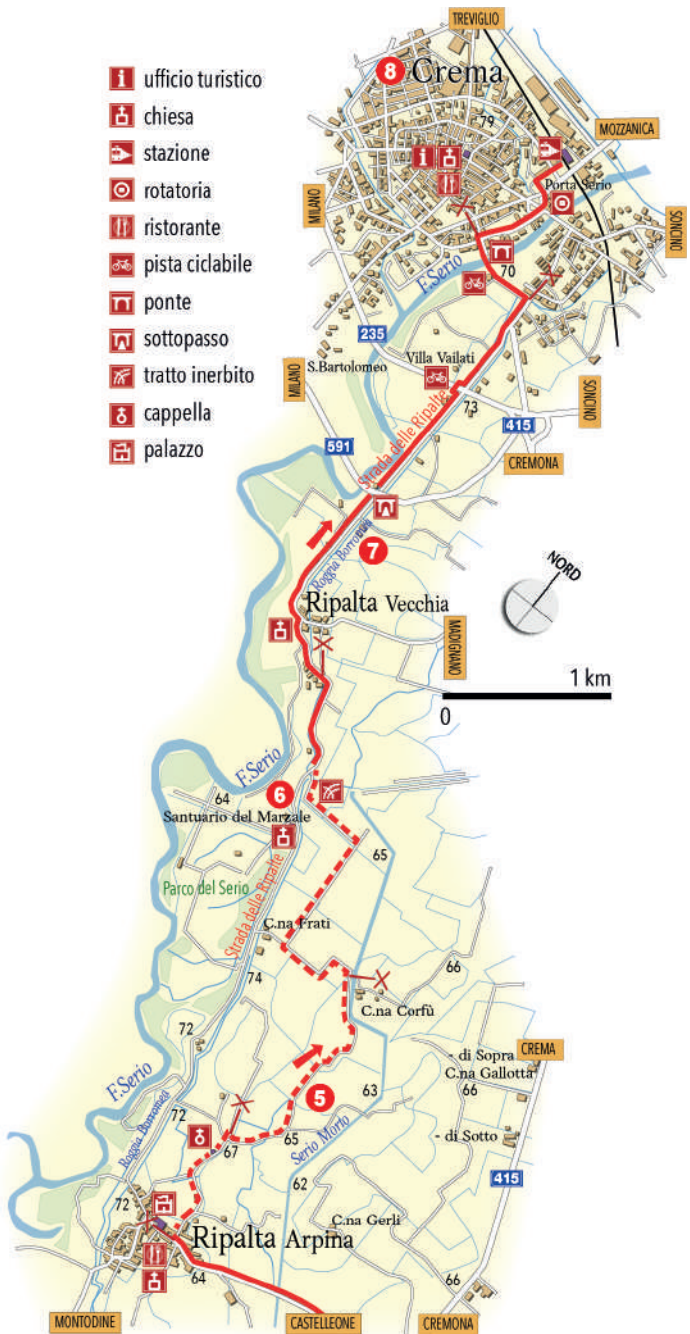 TREVIGLIO
8
Crema
ufficio turistico
chiesa
stazione
rotatoria
ristorante
pista ciclabile
ponte
sottopasso
tratto inerbito
cappella
palazzo
79
MOZZANICA
Porta Serio
MILANO
SONCINO
70
F. Serio
235
S.Bartolomeo
Villa Vailati
MILANO
73
SONCINO
415
591
CREMONA
Strada delle Ripalte
7
Roggia Borromea
NORD
Ripalta Vecchia
MADIGNANO
1 km
0
F. Serio
6
64
Santuario del Marzale
65
Parco del Serio
Strada delle Ripalte
C.na Frati
74
66
C.na Corfù
72
- di Sopra
C.na Gallotta
CREMA
66
F. Serio
5
63
- di Sotto
72
65
Serio Morto
67
Roggia Borromea
62
415
72
C.na Gerli
Ripalta Arpina
64
66
MONTODINE
CASTELLEONE
CREMONA